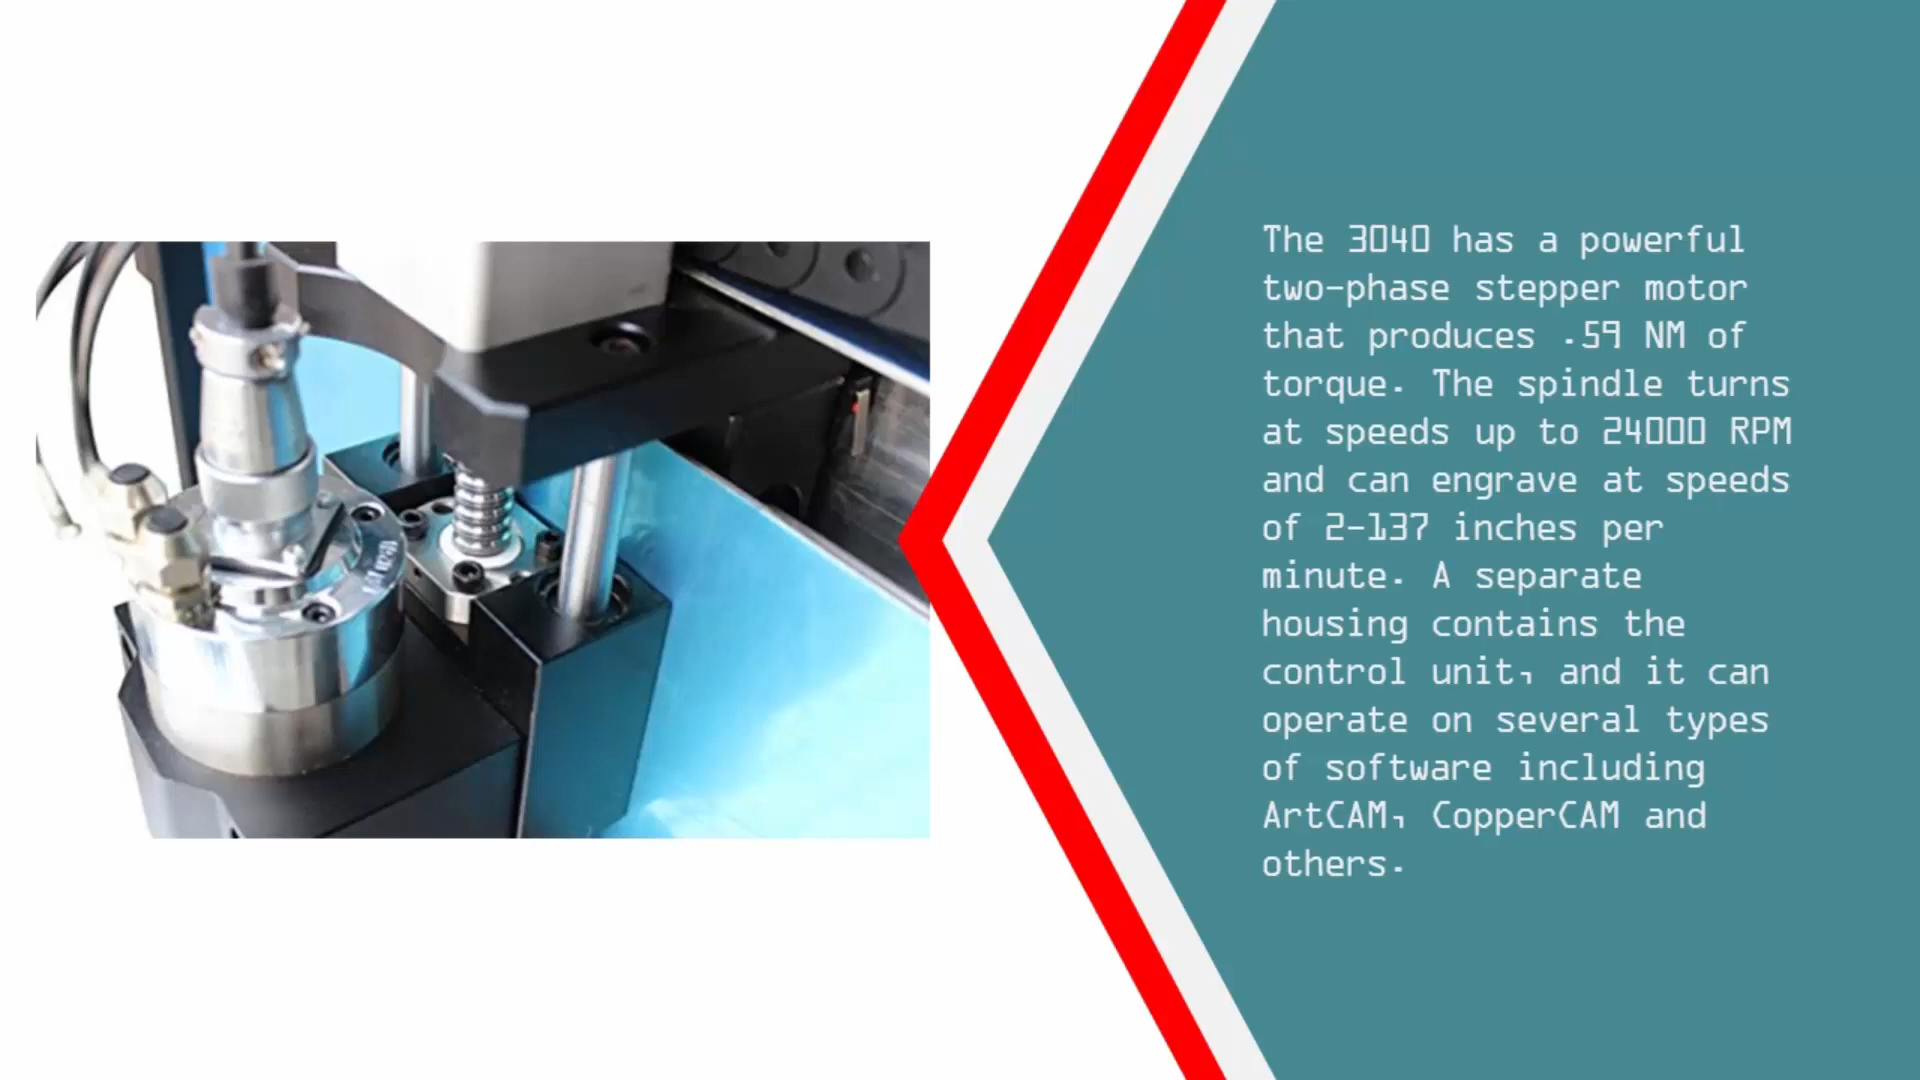 The 3040 has a powerful
two-phase stepper motor
that produces .59 NM of
torque. The spindle turns
at speeds up to 24000 RPM
and can engrave at speeds
of 2-137 inches per
minute. A separate
housing contains the
control unit, and it can
operate on several types
of software including
ArtCAM, CopperCAM and
others.